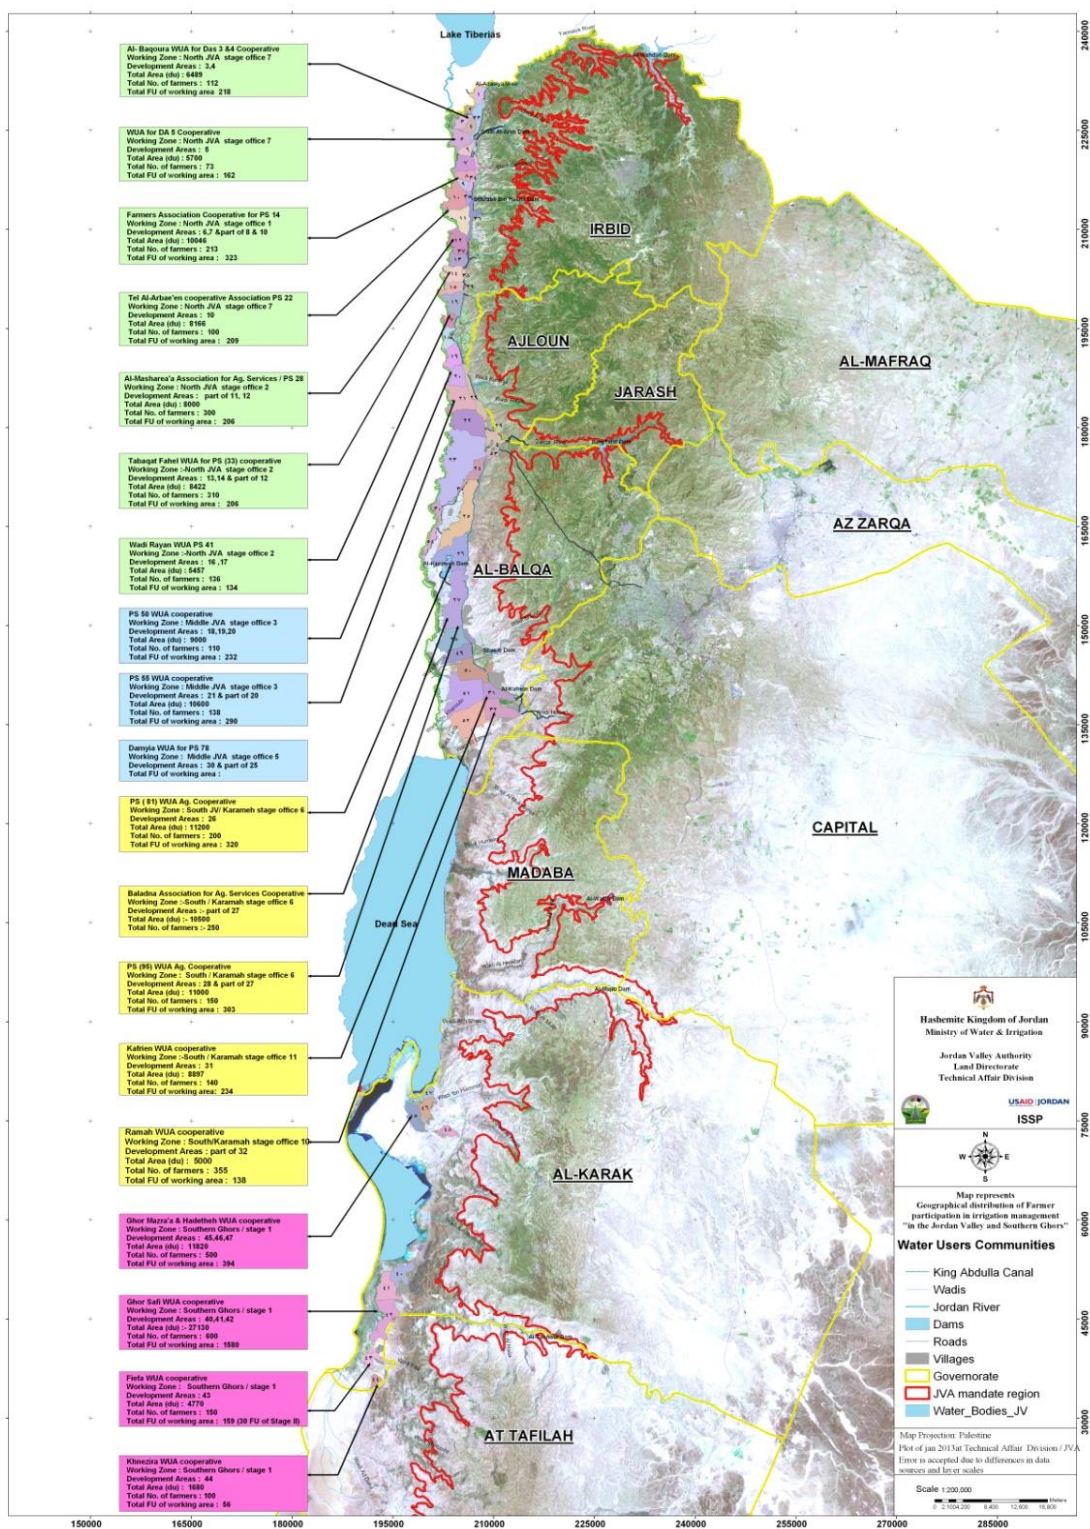 Lake Tiberias
Yarmouk River
Al- Baqoura WUA for Das 3 &4 Cooperative
Working Zone : North JVA stage office 7
Development Areas : 3,4
Total Area (du) : 6489
Total No. of farmers : 112
Total FU of working area 218
WUA for DA 5 Cooperative
Working Zone : North JVA stage office 7
Development Areas : 5
Total Area (du) : 5700
Total No. of farmers : 73
Total FU of working area : 162
Farmers Association Cooperative for PS 14
Working Zone : North JVA stage office 1
Development Areas : 6,7 &part of 8 & 10
Total Area (du) : 10046
Total No. of farmers : 213
Total FU of working area : 323
Tel Al-Arbae'en cooperative Association PS 22
Working Zone : North JVA stage office 7
Development Areas : 10
Total Area (du) : 8166
Total No. of farmers : 100
Total FU of working area : 209
Al-Masharea'a Association for Ag. Services / PS 28
Working Zone : North JVA stage office 2
Development Areas : part of 11, 12
Total Area (du) : 8000
Total No. of farmers : 300
Total FU of working area : 206
Tabaqat Fahel WUA for PS (33) cooperative
Working Zone :-North JVA stage office 2
Development Areas : 13,14 & part of 12
Total Area (du) : 8422
Total No. of farmers : 310
Total FU of working area : 206
Wadi Rayan WUA PS 41
Working Zone :-North JVA stage office 2
Development Areas : 16 ,17
Total Area (du) : 5457
Total No. of farmers : 136
Total FU of working area : 134
PS 50 WUA cooperative
Working Zone : Middle JVA stage office 3
Development Areas : 18,19,20
Total Area (du) : 9000
Total No. of farmers : 110
Total FU of working area : 232
PS 55 WUA cooperative
Working Zone : Middle JVA stage office 3
Development Areas : 21 & part of 20
Total Area (du) : 10600
Total No. of farmers : 138
Total FU of working area : 290
Damyia WUA for PS 78
Working Zone : Middle JVA stage office 5
Development Areas : 30 & part of 25
Total FU of working area :
PS ( 81) WUA Ag. Cooperative
Working Zone : South JV/ Karameh stage office 6
Development Areas : 26
Total Area (du) : 11200
Total No. of farmers : 200
Total FU of working area : 320
Baladna Association for Ag. Services Cooperative
Working Zone :-South / Karamah stage office 6
Development Areas :- part of 27
Total Area (du) :- 10500
Total No. of farmers :- 250
PS (95) WUA Ag. Cooperative
Working Zone : South / Karamah stage office 6
Development Areas : 28 & part of 27
Total Area (du) : 11000
Total No. of farmers : 150
Total FU of working area : 303
Kafrien WUA cooperative
Working Zone :-South / Karamah stage office 11
Development Areas : 31
Total Area (du) : 8897
Total No. of farmers : 140
Total FU of working area: 234
Ramah WUA cooperative
Working Zone : South/Karamah stage office 10
Development Areas : part of 32
Total Area (du) : 5000
Total No. of farmers : 355
Total FU of working area : 138
Ghor Mazra'a & Hadetheh WUA cooperative
Working Zone : Southern Ghors / stage 1
Development Areas : 45,46,47
Total Area (du) : 11820
Total No. of farmers : 500
Total FU of working area : 394
Ghor Safi WUA cooperative
Working Zone : Southern Ghors / stage 1
Development Areas : 40,41,42
Total Area (du) :- 27130
Total No. of farmers : 600
Total FU of working area : 1580
Fiefa WUA cooperative
Working Zone : Southern Ghors / stage 1
Development Areas : 43
Total Area (du) : 4770
Total No. of farmers : 150
Total FU of working area : 159 (30 FU of Stage II)
Khnezira WUA cooperative
Working Zone : Southern Ghors / stage 1
Development Areas : 44
Total Area (du) : 1680
Total No. of farmers : 100
Total FU of working area : 56
IRBID
AJLOUN
JARASH
AL-MAFRAQ
AZ ZARQA
AL-BALQA
CAPITAL
MADABA
Dead Sea
AL-KARAK
AT TAFILAH
Hashemite Kingdom of Jordan
Ministry of Water & Irrigation
Jordan Valley Authority
Land Directorate
Technical Affair Division
USAID JORDAN
ISSP
N
W E
S
Map represents
Geographical distribution of Farmer
participation in irrigation management
"in the Jordan Valley and Southern Ghors"
Water Users Communities
King Abdulla Canal
Wadis
Jordan River
Dams
Roads
Villages
Governorate
JVA mandate region
Water_Bodies_JV
Map Projection: Palestine
Plot of jan 2013at Technical Affair Division / JVA
Error is accepted due to differences in data
sources and layer scales
Scale 1:200,000
0 2,100 4,200 8,400 12,600 16,800 Meters
240000
225000
210000
195000
180000
165000
150000
135000
120000
105000
90000
75000
60000
45000
30000
150000 165000 180000 195000 210000 225000 240000 255000 270000 285000